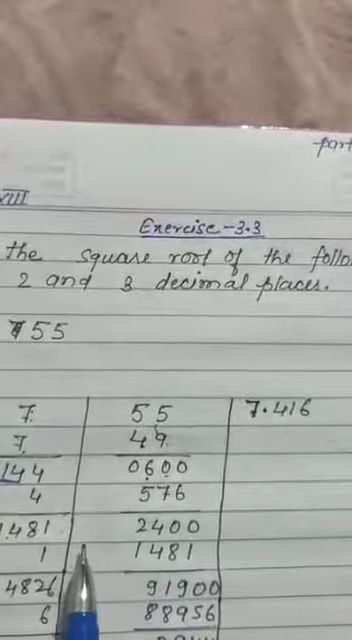 part
VIII
Exercise - 3.3
the square root of the follo
2 and 3 decimal places.
√55
7 55 7.416
7 49
144 0600
4 576
1481 2400
1 1481
4826 91900
6 88956